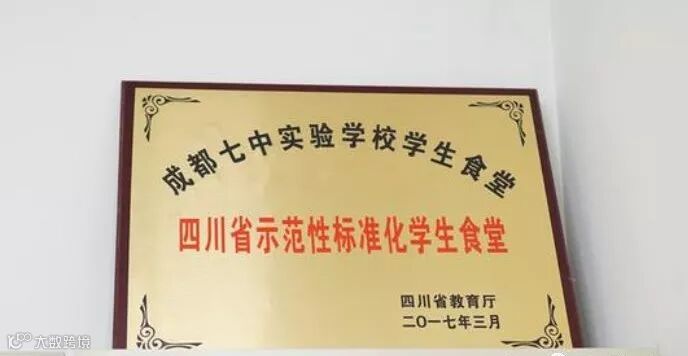 成都七中实验学校学生食堂
四川省示范性标准化学生食堂
四川省教育厅
二〇一七年三月
大数跨境